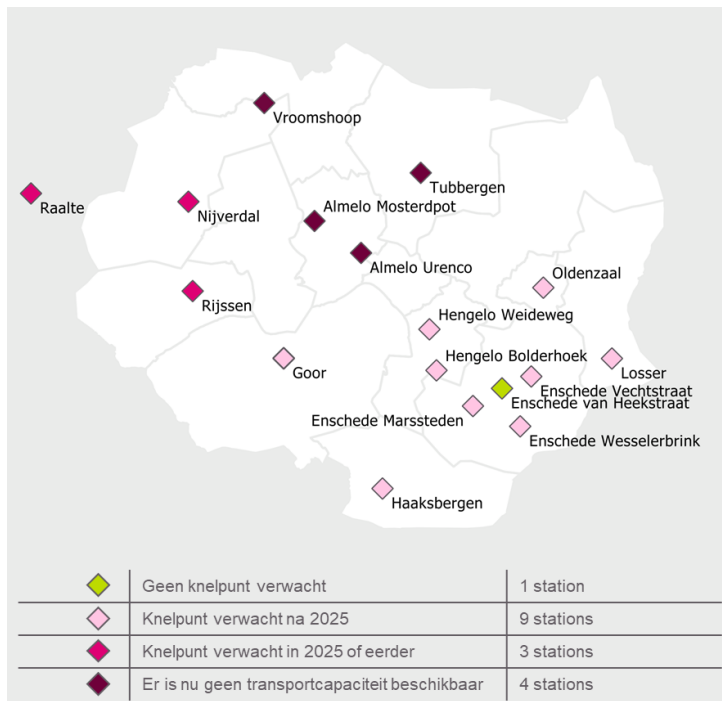 Vroomshoop
Tubbergen
Raalte
Nijverdal
Almelo Mosterdpot
Almelo Urenco
Oldenzaal
Rijssen
Hengelo Weideweg
Hengelo Bolderhoek
Goor
Losser
Enschede Vechtstraat
Enschede van Heekstraat
Enschede Marssteden
Enschede Wesselerbrink
Haaksbergen
Geen knelpunt verwacht 1 station
Knelpunt verwacht na 2025 9 stations
Knelpunt verwacht in 2025 of eerder 3 stations
Er is nu geen transportcapaciteit beschikbaar 4 stations